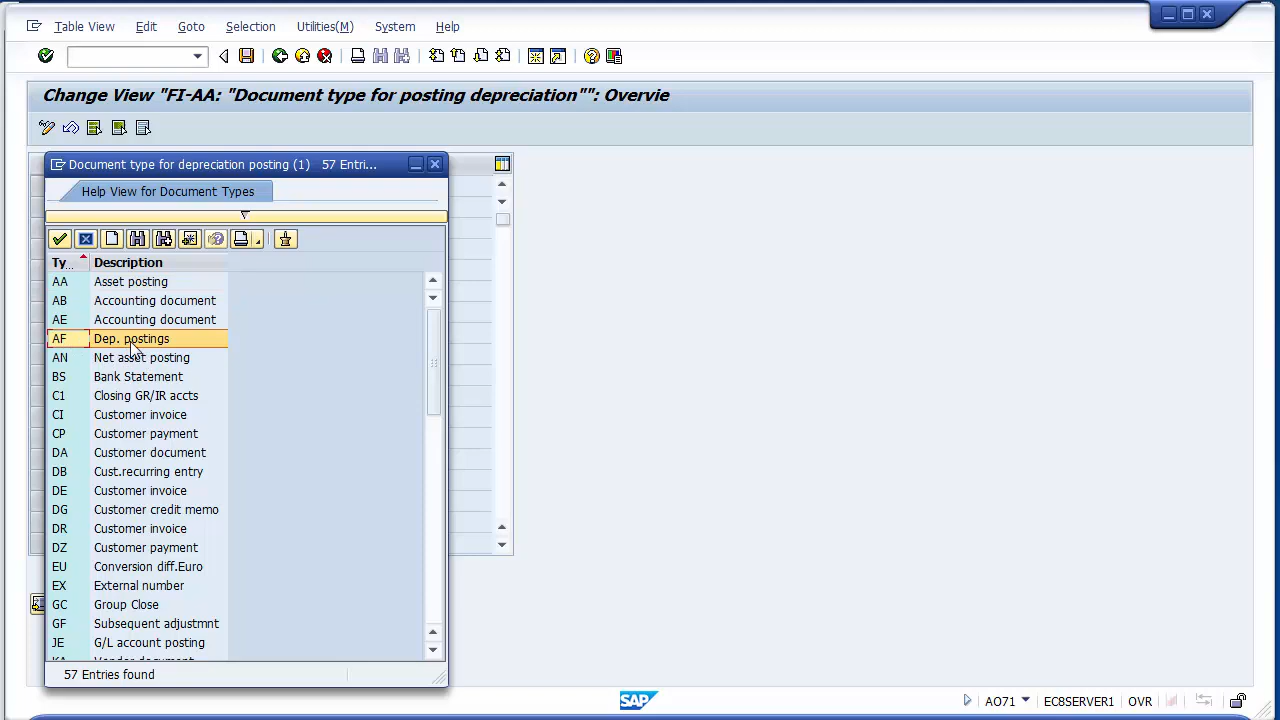 Table View Edit Goto Selection Utilities(M) System Help
Change View "FI-AA: "Document type for posting depreciation"": Overvie
Document type for depreciation posting (1) 57 Entri...
Help View for Document Types
Ty... Description
AA Asset posting
AB Accounting document
AE Accounting document
AF Dep. postings
AN Net asset posting
BS Bank Statement
C1 Closing GR/IR accts
CI Customer invoice
CP Customer payment
DA Customer document
DB Cust.recurring entry
DE Customer invoice
DG Customer credit memo
DR Customer invoice
DZ Customer payment
EU Conversion diff.Euro
EX External number
GC Group Close
GF Subsequent adjustmnt
JE G/L account posting
KA Vendor document
57 Entries found
SAP AO71 EC8SERVER1 OVR